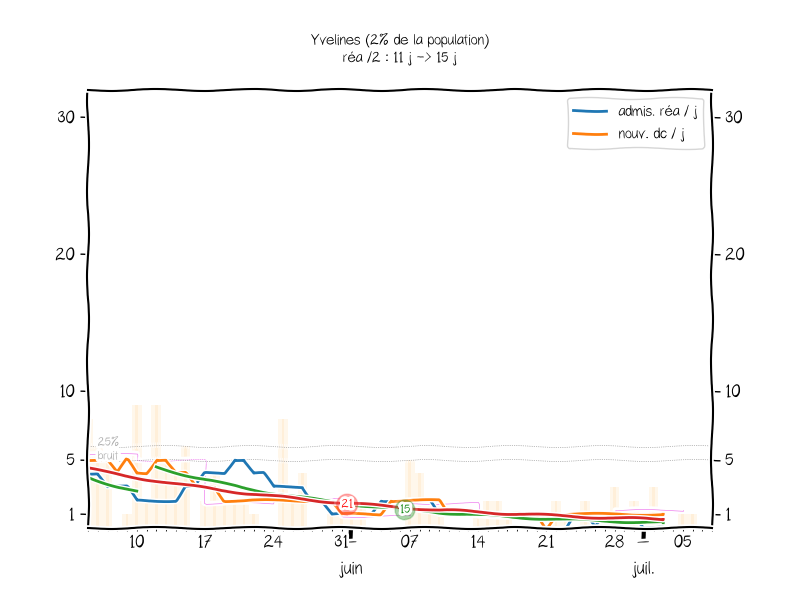 Yvelines (2% de la population)
réa /2 : 11 j -> 15 j
admis. réa / j
nouv. dc / j
30
30
20
20
10
10
25%
bruit
5
5
21
15
1
1
10 17 24 31 07 14 21 28 05
juin juil.